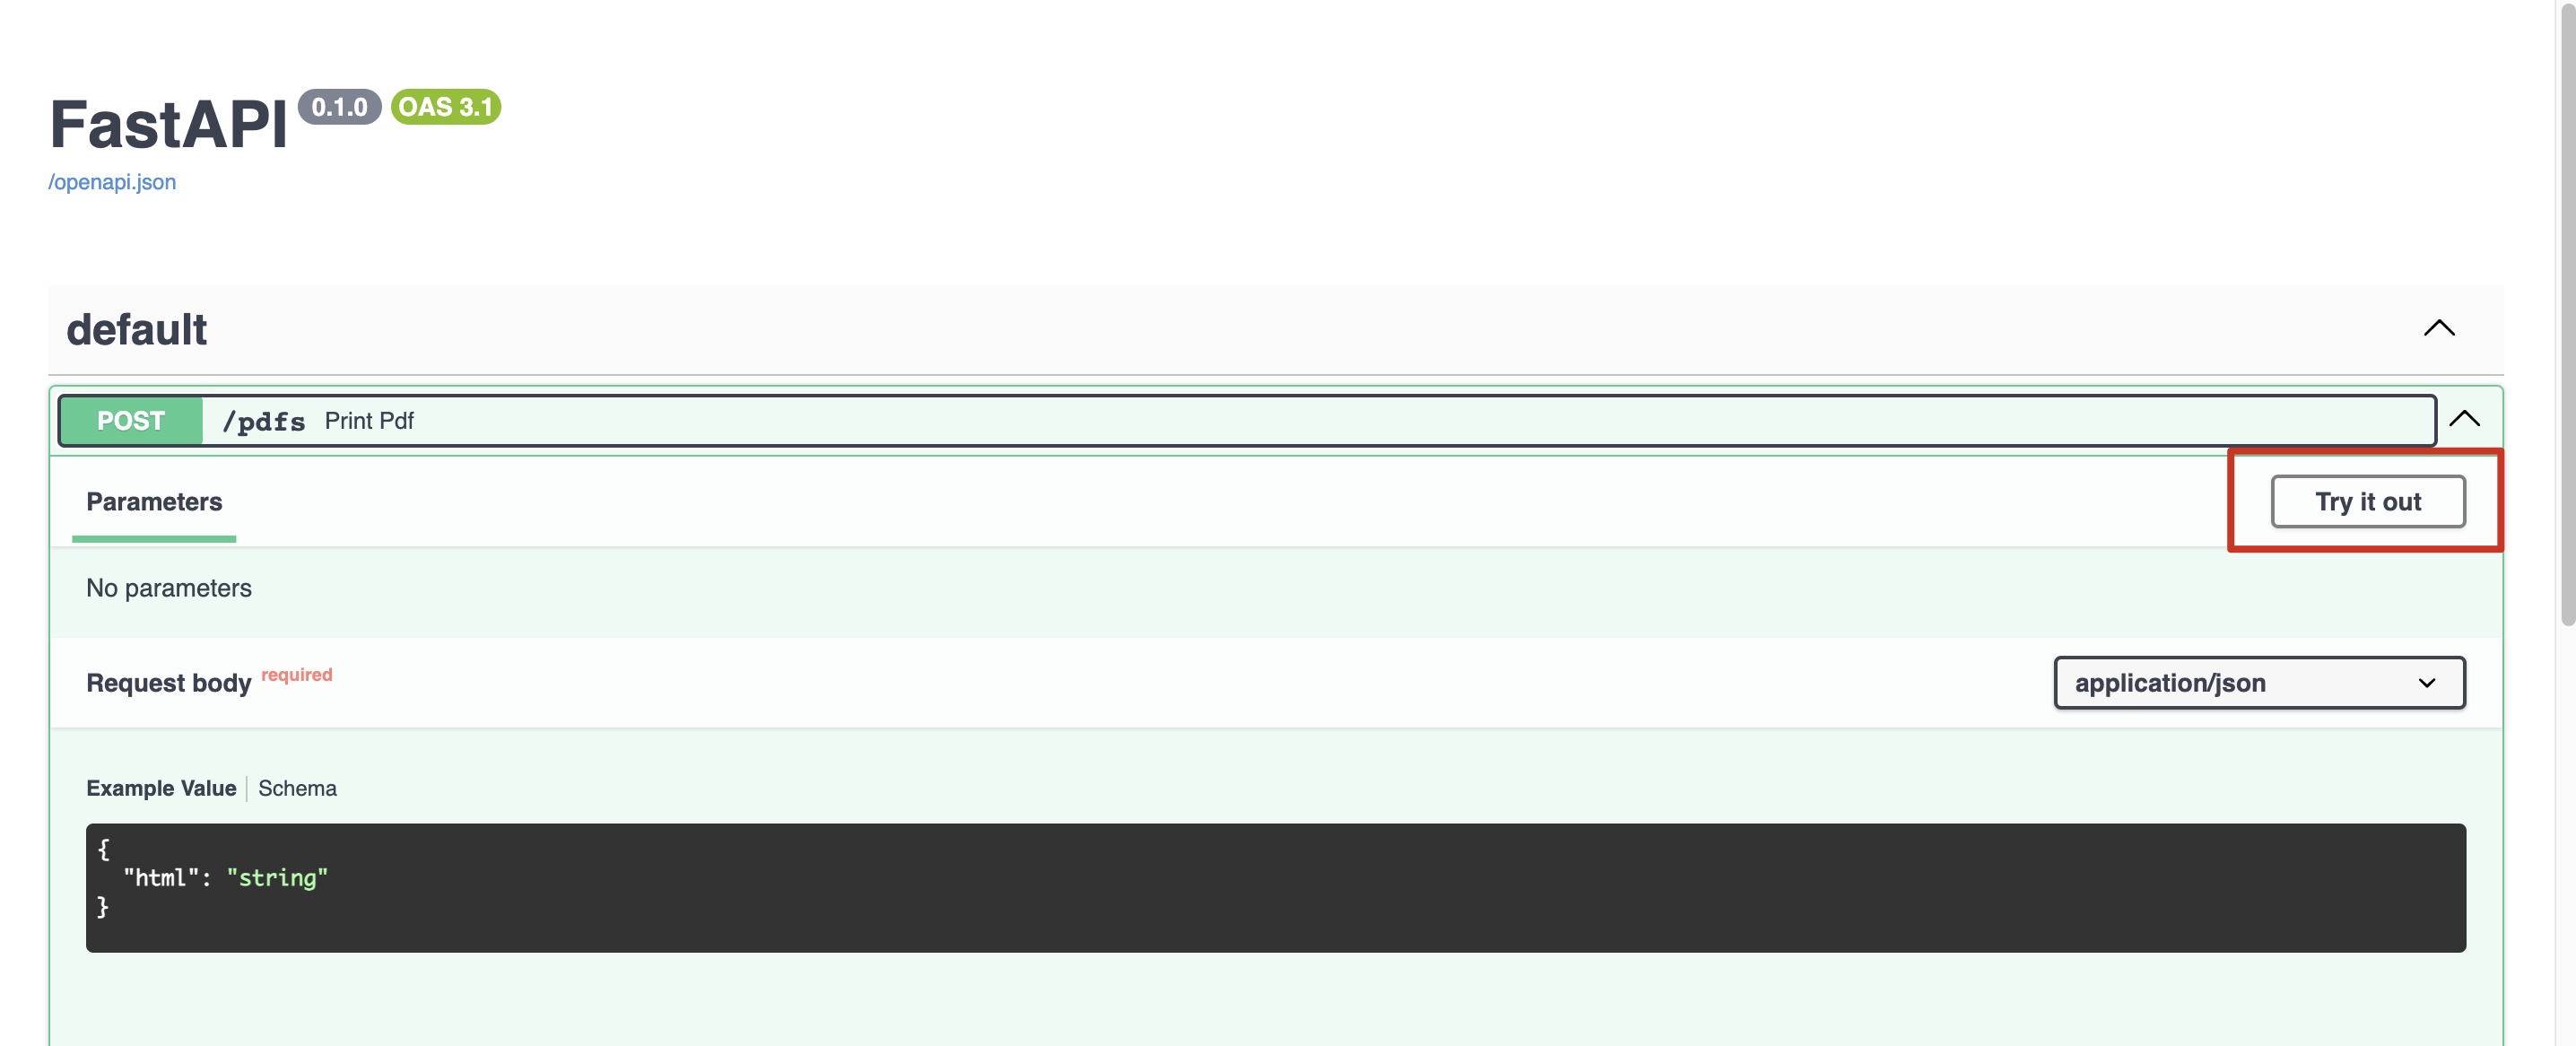 FastAPI 0.1.0 OAS 3.1
/openapi.json
default
POST /pdfs Print Pdf
Parameters
Try it out
No parameters
Request body required
application/json
Example Value Schema
{
"html": "string"
}